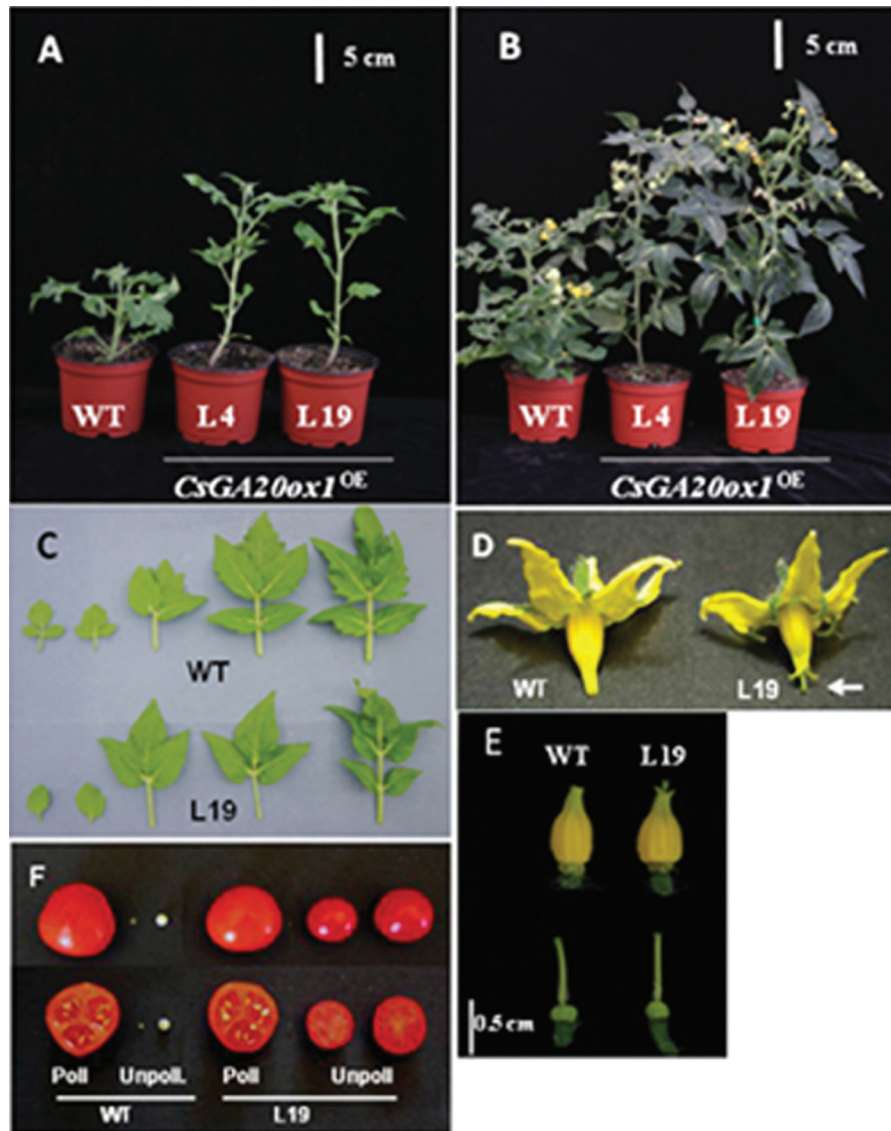 A
5 cm
WT
L4
L19
CsGA20ox1OE
B
5 cm
WT
L4
L19
CsGA20ox1OE
C
WT
L19
D
WT
L19
E
WT
L19
0.5 cm
F
Poll
Unpoll.
Poll
Unpoll
WT
L19